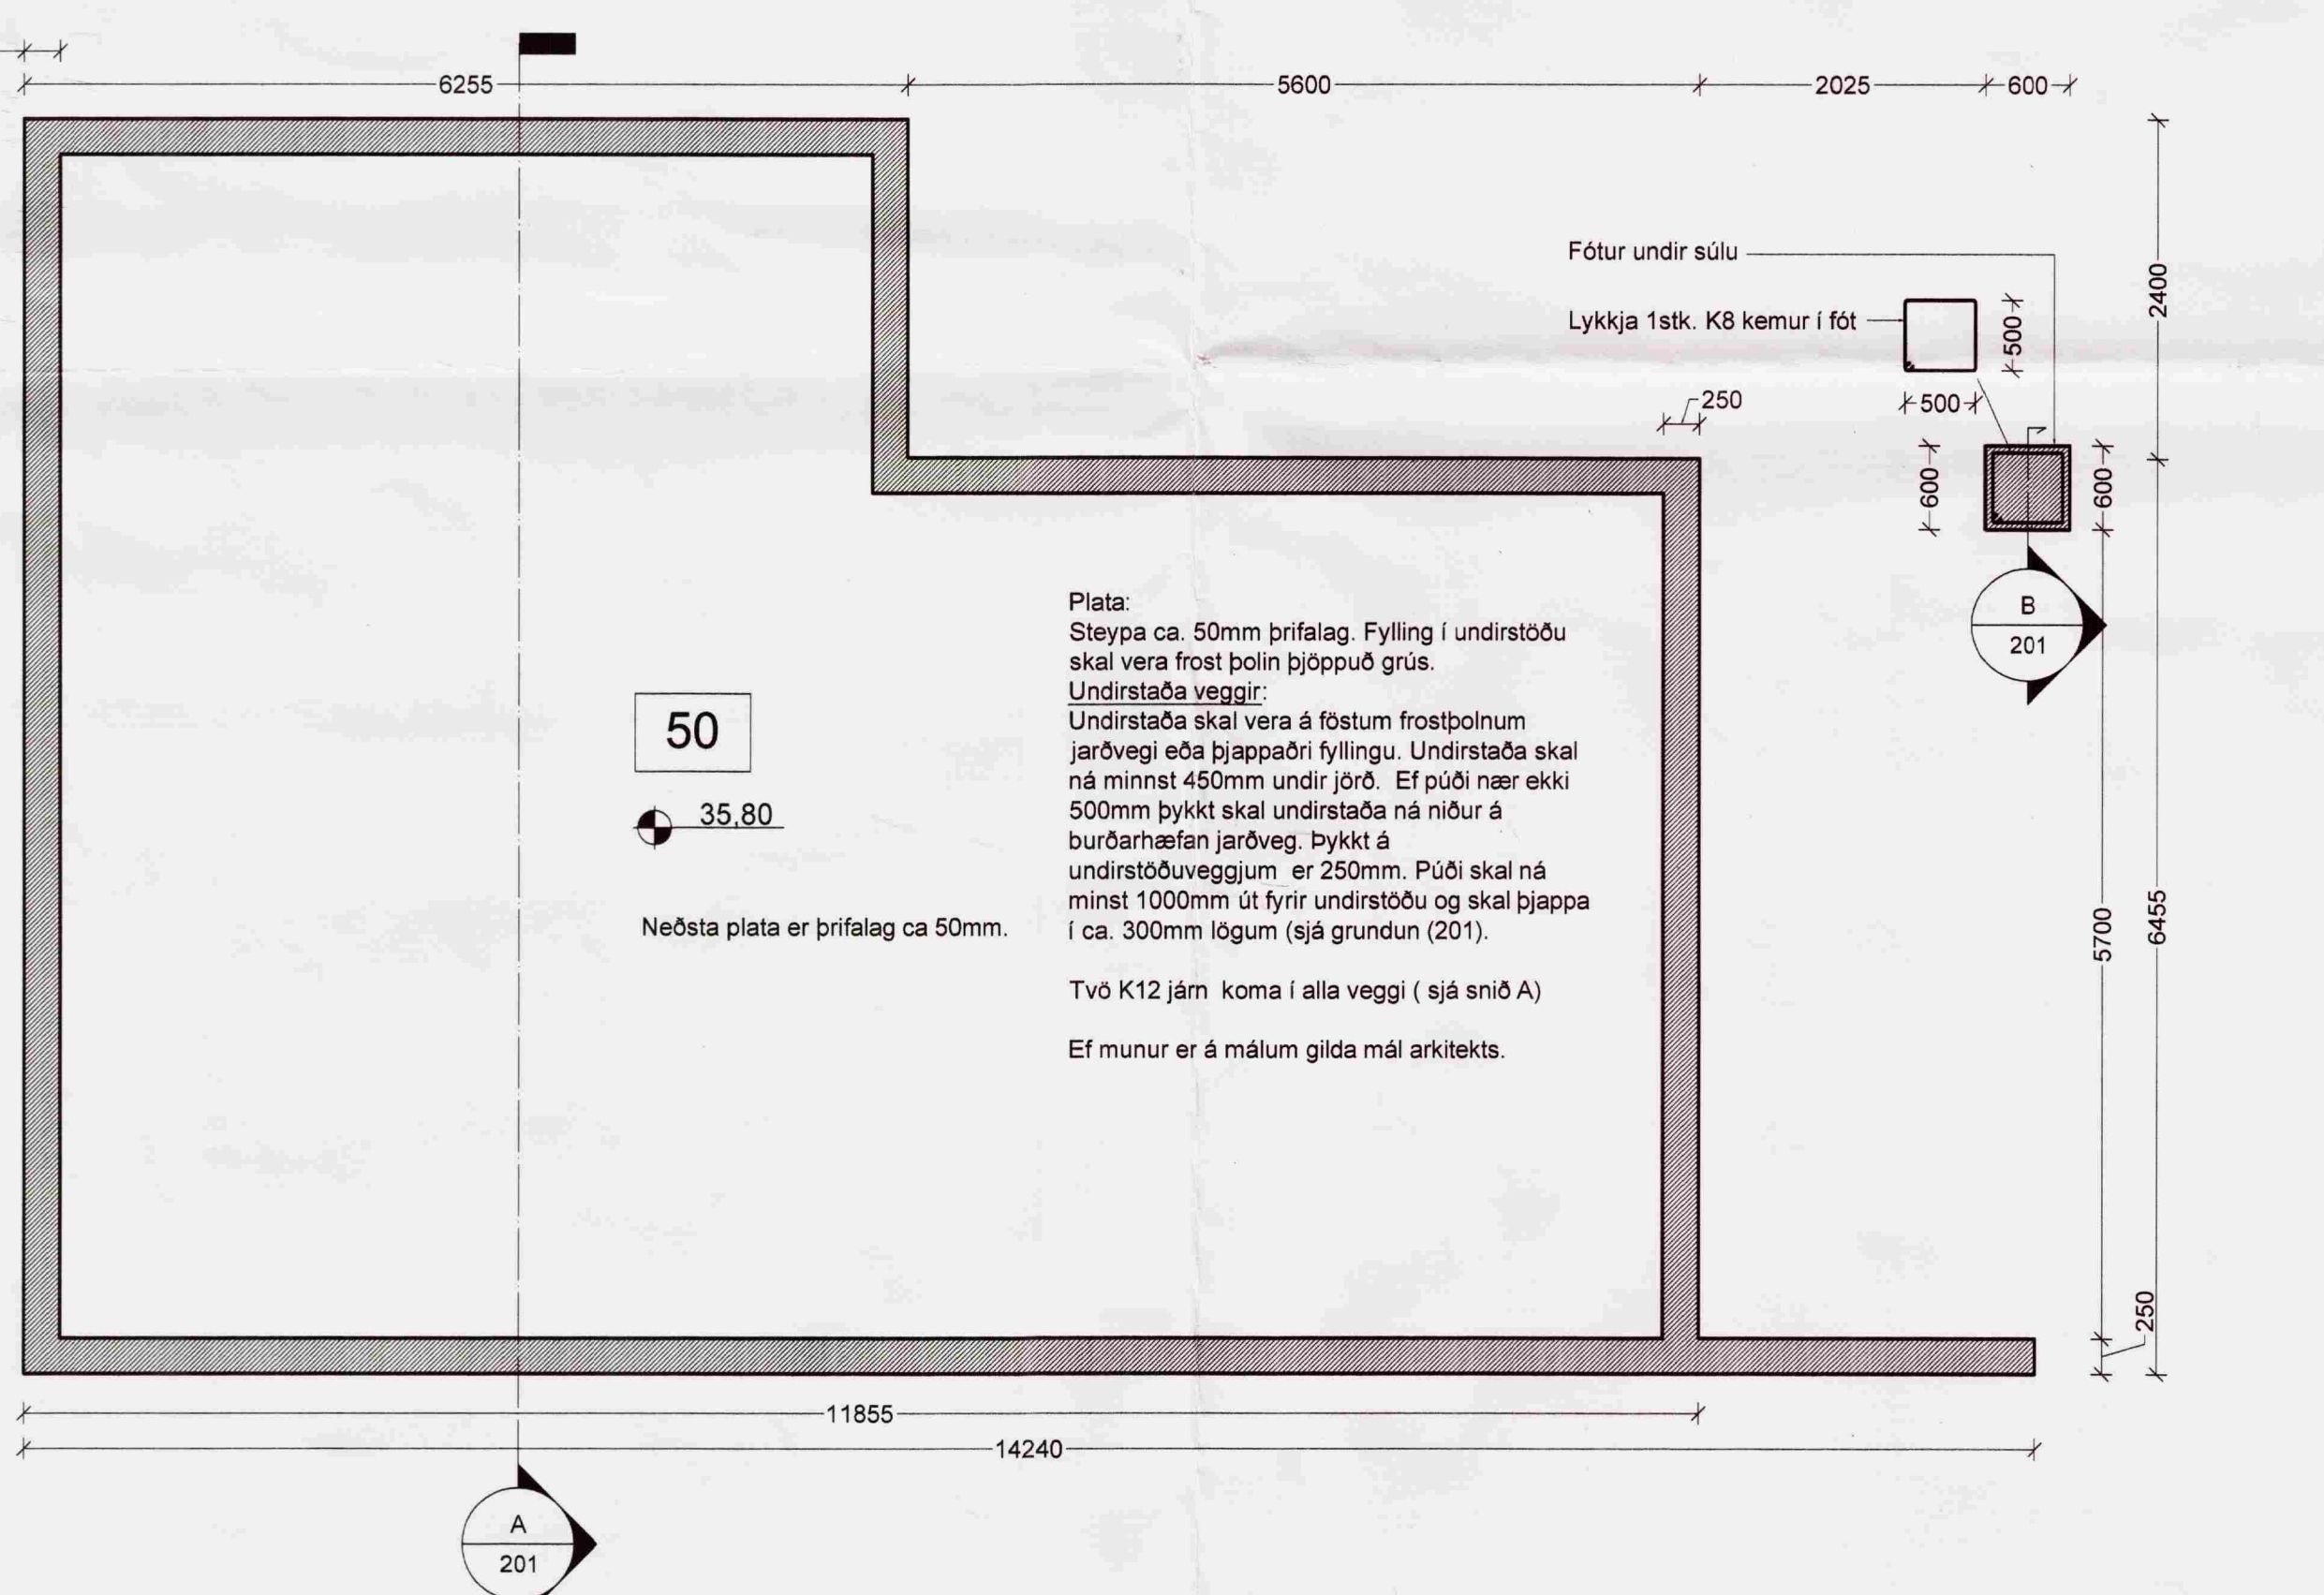 6255
5600
2025
600
Fótur undir súlu
Lykkja 1stk. K8 kemur í fót
500
500
250
2400
600
600
B
201
Plata:
Steypa ca. 50mm þrifalag. Fylling í undirstöðu
skal vera frost þolin þjöppuð grús.
Undirstaða veggir:
Undirstaða skal vera á föstum frostþolnum
jarðvegi eða þjappaðri fyllingu. Undirstaða skal
ná minnst 450mm undir jörð. Ef púði nær ekki
500mm þykkt skal undirstaða ná niður á
burðarhæfan jarðveg. Þykkt á
undirstöðuveggjum er 250mm. Púði skal ná
minst 1000mm út fyrir undirstöðu og skal þjappa
í ca. 300mm lögum (sjá grundun (201).
Tvö K12 járn koma í alla veggi ( sjá snið A)
Ef munur er á málum gilda mál arkitekts.
50
35,80
Neðsta plata er þrifalag ca 50mm.
5700
6455
250
11855
14240
A
201